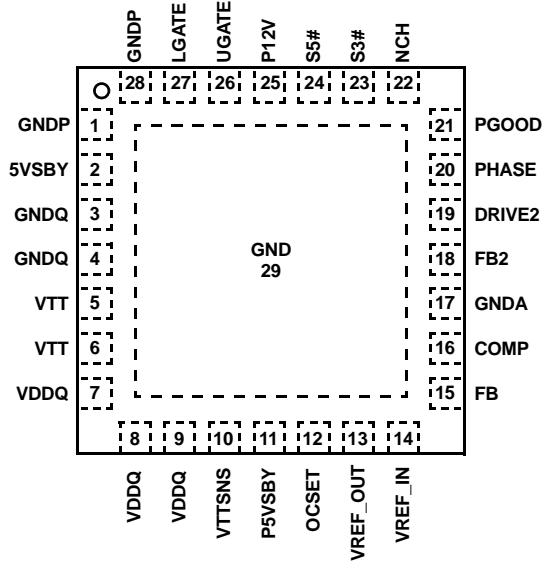 GNDP
LGATE
UGATE
P12V
S5#
S3#
NCH
28
27
26
25
24
23
22
GNDP 1
21 PGOOD
5VSBY 2
20 PHASE
GNDQ 3
19 DRIVE2
GNDQ 4
18 FB2
GND
29
VTT 5
17 GNDA
VTT 6
16 COMP
VDDQ 7
15 FB
8
9
10
11
12
13
14
VDDQ
VDDQ
VTTSNS
P5VSBY
OCSET
VREF_OUT
VREF_IN